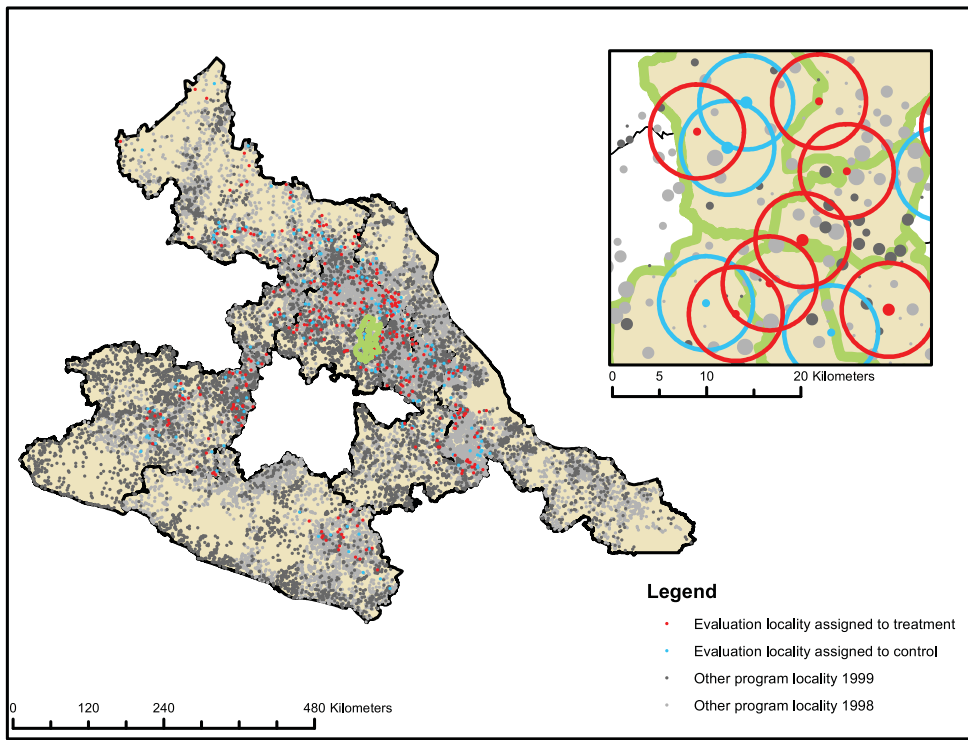 0 5 10 20 Kilometers
Legend
Evaluation locality assigned to treatment
Evaluation locality assigned to control
Other program locality 1999
Other program locality 1998
0 120 240 480 Kilometers